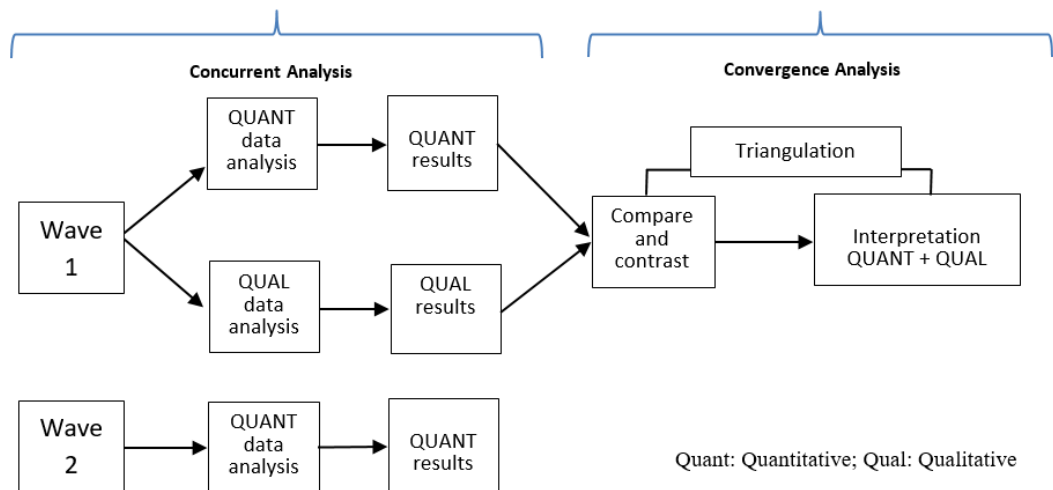 Concurrent Analysis
Convergence Analysis
QUANT
data
analysis
QUANT
results
Triangulation
Wave
1
Compare
and
contrast
Interpretation
QUANT + QUAL
QUAL
data
analysis
QUAL
results
Wave
2
QUANT
data
analysis
QUANT
results
Quant: Quantitative; Qual: Qualitative